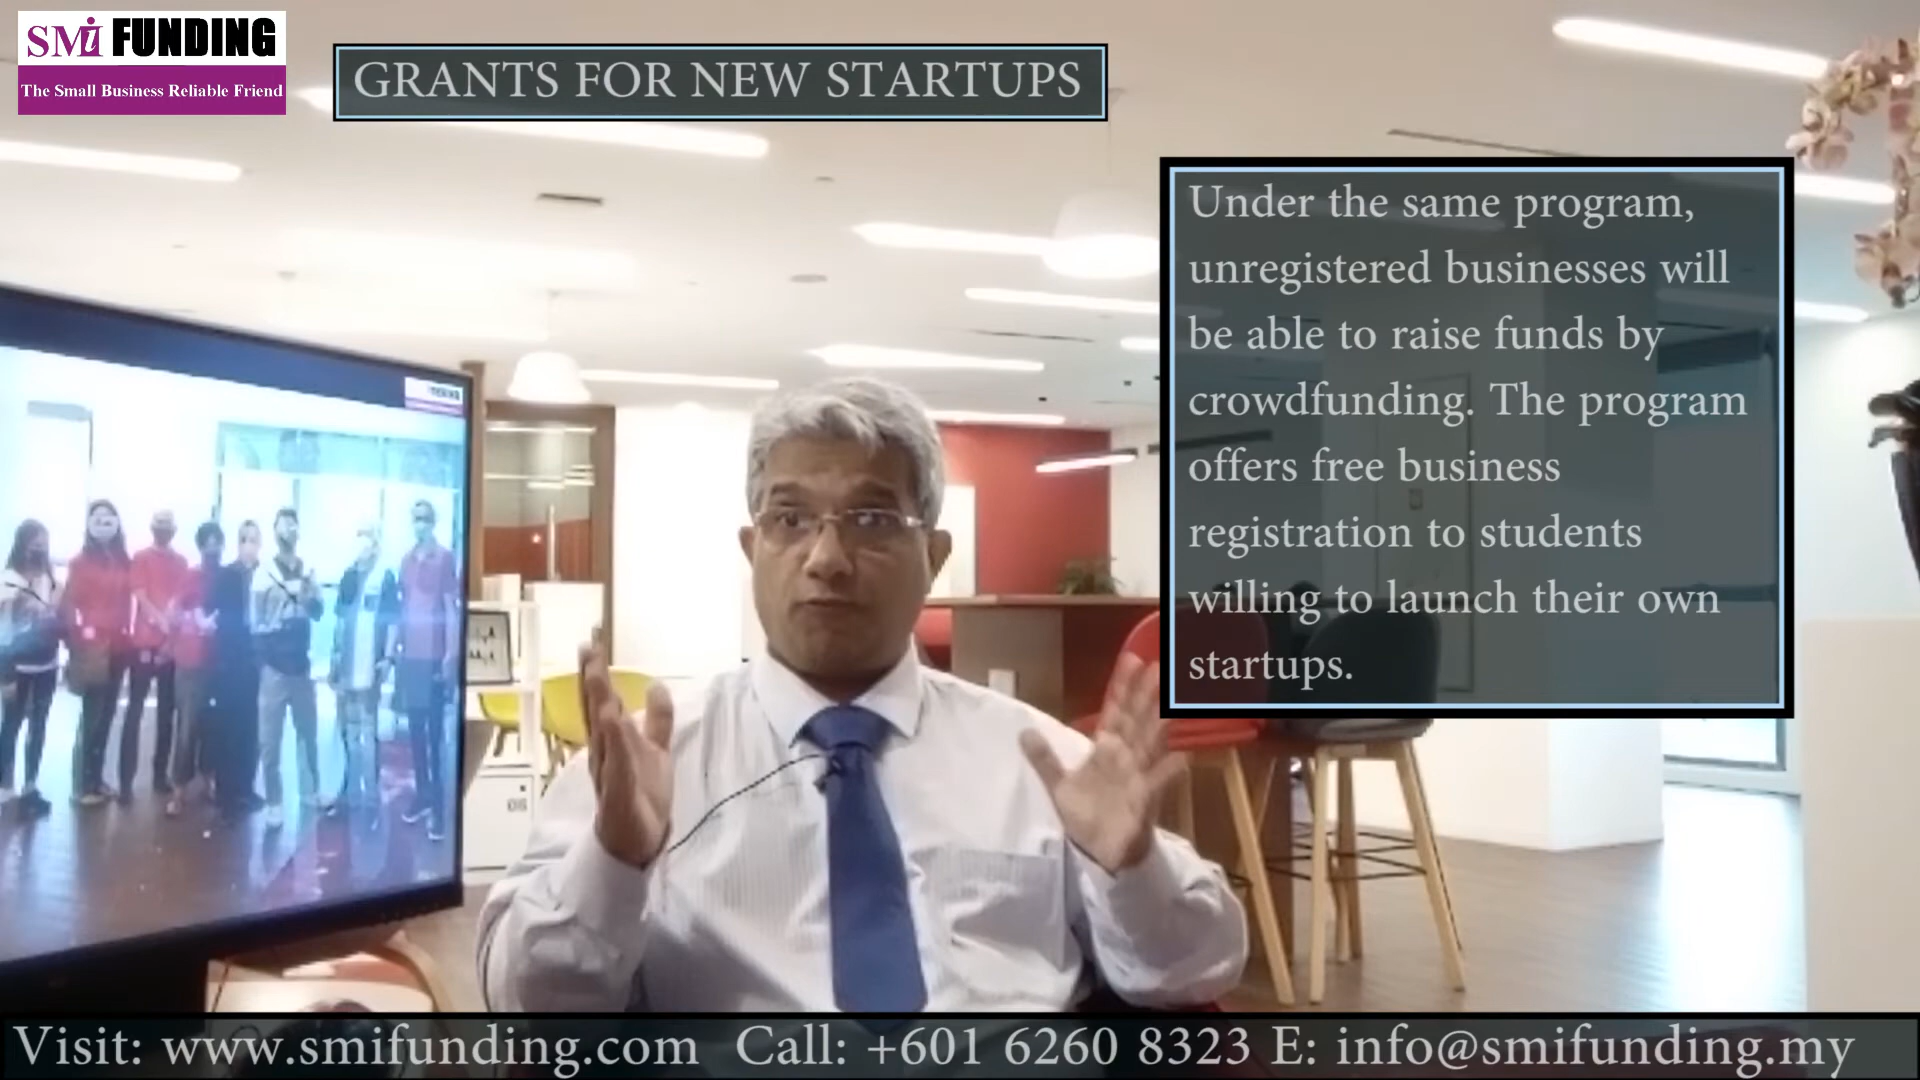 SMi FUNDING
The Small Business Reliable Friend
GRANTS FOR NEW STARTUPS
Under the same program,
unregistered businesses will
be able to raise funds by
crowdfunding. The program
offers free business
registration to students
willing to launch their own
startups.
06
Visit: www.smifunding.com Call: +601 6260 8323 E: info@smifunding.my